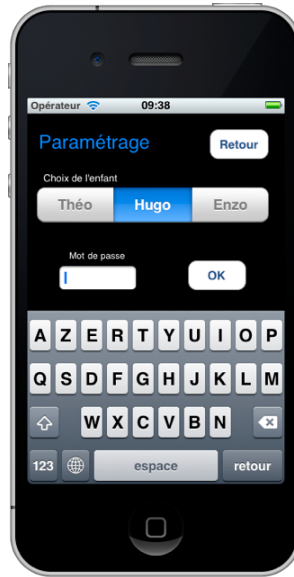 Opérateur 09:38
Paramétrage Retour
Choix de l'enfant
Théo Hugo Enzo
Mot de passe
OK
A Z E R T Y U I O P
Q S D F G H J K L M
W X C V B N
123 espace retour